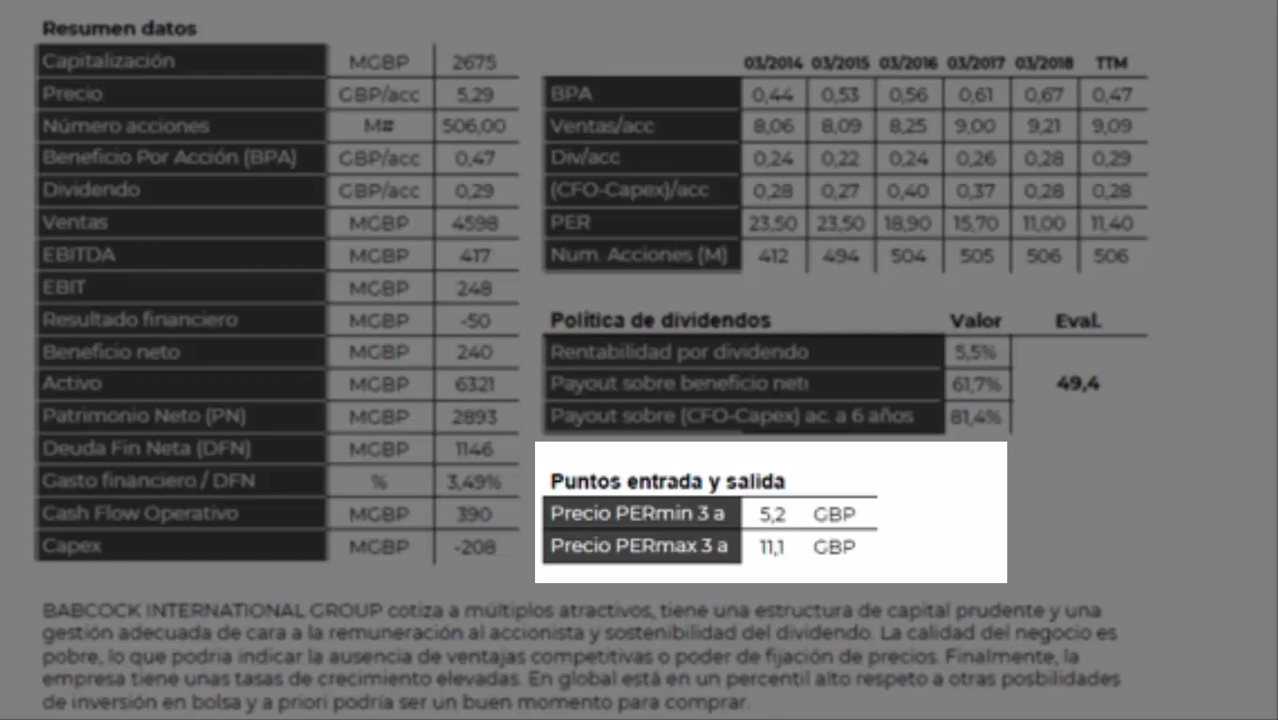 Resumen datos
Capitalización MGBP 2675
Precio GBP/acc 5,29
Número acciones M# 506,00
Beneficio Por Acción (BPA) GBP/acc 0,47
Dividendo GBP/acc 0,29
Ventas MGBP 4598
EBITDA MGBP 417
EBIT MGBP 248
Resultado financiero MGBP -50
Beneficio neto MGBP 240
Activo MGBP 6321
Patrimonio Neto (PN) MGBP 2893
Deuda Fin Neta (DFN) MGBP 1146
Gasto financiero / DFN % 3,49%
Cash Flow Operativo MGBP 390
Capex MGBP -208
03/2014 03/2015 03/2016 03/2017 03/2018 TTM
BPA 0,44 0,53 0,56 0,61 0,67 0,47
Ventas/acc 8,06 8,09 8,25 9,00 9,21 9,09
Div/acc 0,24 0,22 0,24 0,26 0,28 0,29
(CFO-Capex)/acc 0,28 0,27 0,40 0,37 0,28 0,28
PER 23,50 23,50 18,90 15,70 11,00 11,40
Num. Acciones (M) 412 494 504 505 506 506
Política de dividendos Valor Eval.
Rentabilidad por dividendo 5,5%
Payout sobre beneficio neti 61,7% 49,4
Payout sobre (CFO-Capex) ac. a 6 años 81,4%
Puntos entrada y salida
Precio PERmin 3 a 5,2 GBP
Precio PERmax 3 a 11,1 GBP
BABCOCK INTERNATIONAL GROUP cotiza a múltiplos atractivos, tiene una estructura de capital prudente y una
gestión adecuada de cara a la remuneración al accionista y sostenibilidad del dividendo. La calidad del negocio es
pobre, lo que podría indicar la ausencia de ventajas competitivas o poder de fijación de precios. Finalmente, la
empresa tiene unas tasas de crecimiento elevadas. En global está en un percentil alto respeto a otras posbilidades
de inversión en bolsa y a priori podría ser un buen momento para comprar.